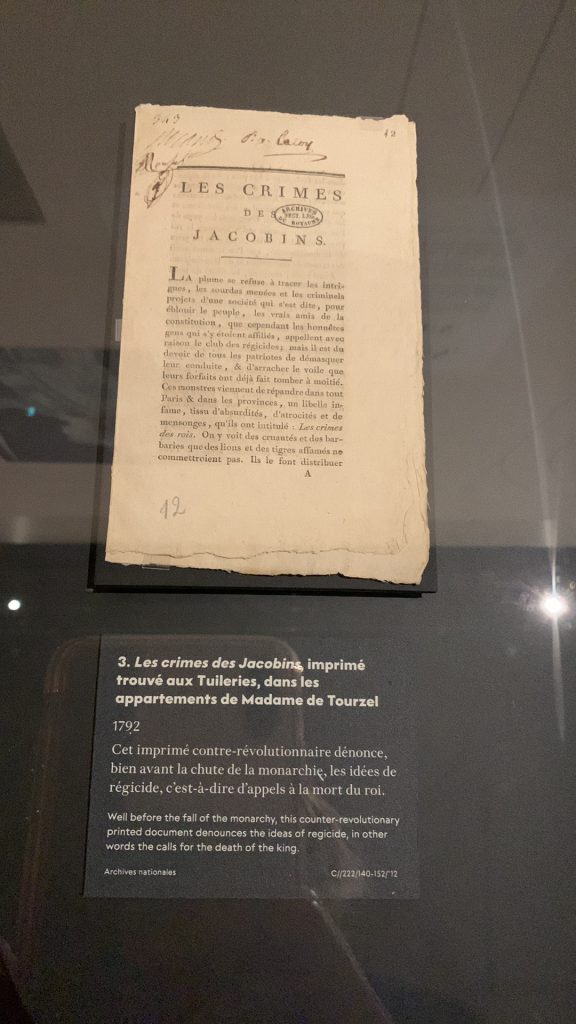 343
12
LES CRIMES
DES
ARCHIVES
DU ROYAUME
JACOBINS.
LA plume se refuse à tracer les intri-
gues, les sourdes menées et les criminels
projets d'une société qui s'est dite, pour
éblouir le peuple, les vrais amis de la
constitution, que cependant les honnêtes
gens qui s'y étoient affiliés, appellent avec
raison le club des régicides; mais il est du
devoir de tous les patriotes de démasquer
leur conduite, & d'arracher le voile que
leurs forfaits ont déjà fait tomber à moitié.
Ces monstres viennent de répandre dans tout
Paris & dans les provinces, un libelle in-
fame, tissu d'absurdités, d'atrocités et de
mensonges, qu'ils ont intitulé : Les crimes
des rois. On y voit des cruautés et des bar-
baries que des lions et des tigres affamés ne
commettroient pas. Ils le font distribuer
A
12
3. Les crimes des Jacobins, imprimé
trouvé aux Tuileries, dans les
appartements de Madame de Tourzel
1792
Cet imprimé contre-révolutionnaire dénonce,
bien avant la chute de la monarchie, les idées de
régicide, c'est-à-dire d'appels à la mort du roi.
Well before the fall of the monarchy, this counter-revolutionary
printed document denounces the ideas of regicide, in other
words the calls for the death of the king.
Archives nationales
C//222/140-152/°12